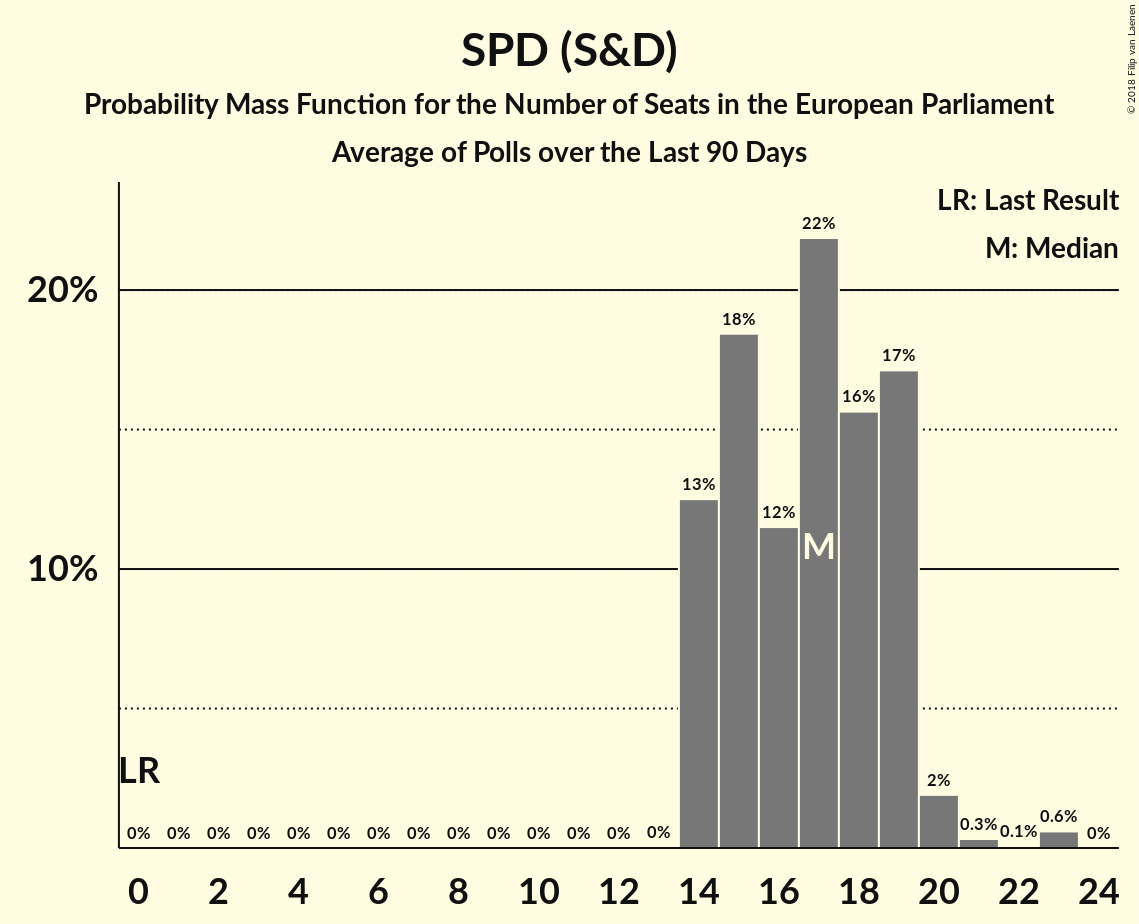 © 2018 Filip van Laenen
SPD (S&D)
Probability Mass Function for the Number of Seats in the European Parliament
Average of Polls over the Last 90 Days
LR: Last Result
M: Median
20%
10%
22%
18%
17%
16%
13%
12%
M
LR
2%
0% 0% 0% 0% 0% 0% 0% 0% 0% 0% 0% 0% 0% 0% 0.3% 0.1% 0.6% 0%
0 2 4 6 8 10 12 14 16 18 20 22 24